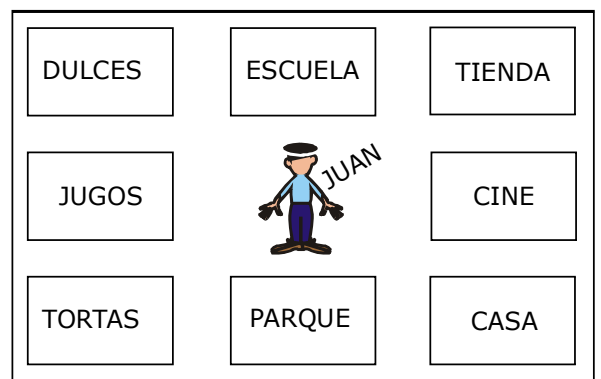 DULCES
ESCUELA
TIENDA
JUGOS
JUAN
CINE
TORTAS
PARQUE
CASA